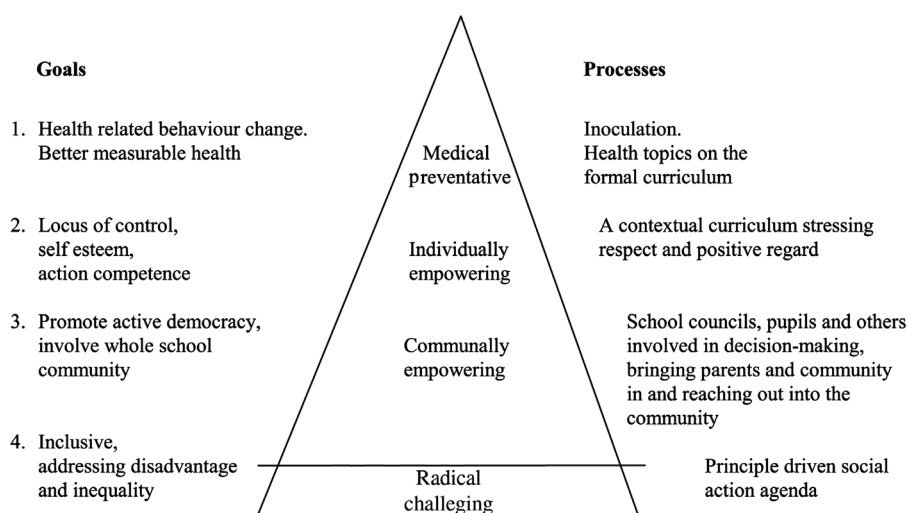 Goals
Processes
1. Health related behaviour change.
Better measurable health
Medical
preventative
Inoculation.
Health topics on the
formal curriculum
2. Locus of control,
self esteem,
action competence
Individually
empowering
A contextual curriculum stressing
respect and positive regard
3. Promote active democracy,
involve whole school
community
Communally
empowering
School councils, pupils and others
involved in decision-making,
bringing parents and community
in and reaching out into the
community
4. Inclusive,
addressing disadvantage
and inequality
Radical
challeging
Principle driven social
action agenda